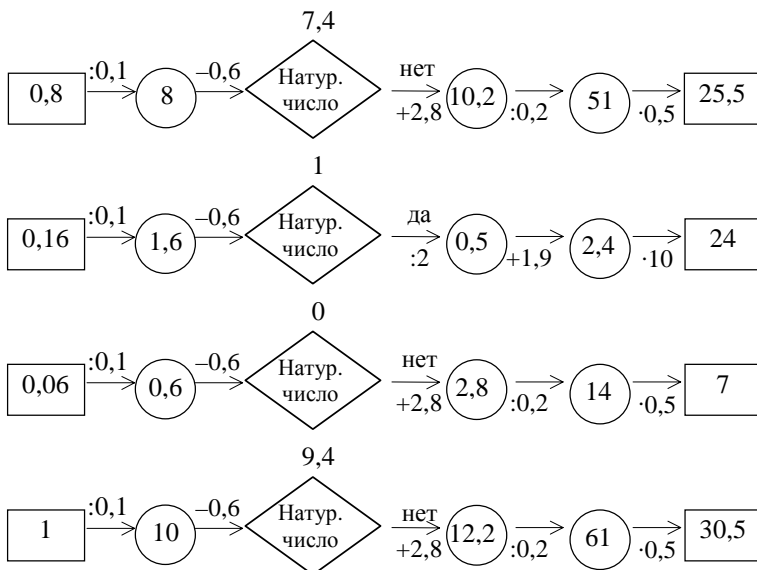 7,4
:0,1 –0,6 Натур. нет
0,8 8 число 10,2 51 25,5
+2,8 :0,2 ·0,5
1
:0,1 –0,6 Натур. да
0,16 1,6 число 0,5 2,4 24
:2 +1,9 ·10
0
:0,1 –0,6 Натур. нет
0,06 0,6 число 2,8 14 7
+2,8 :0,2 ·0,5
9,4
:0,1 –0,6 Натур. нет
1 10 число 12,2 61 30,5
+2,8 :0,2 ·0,5